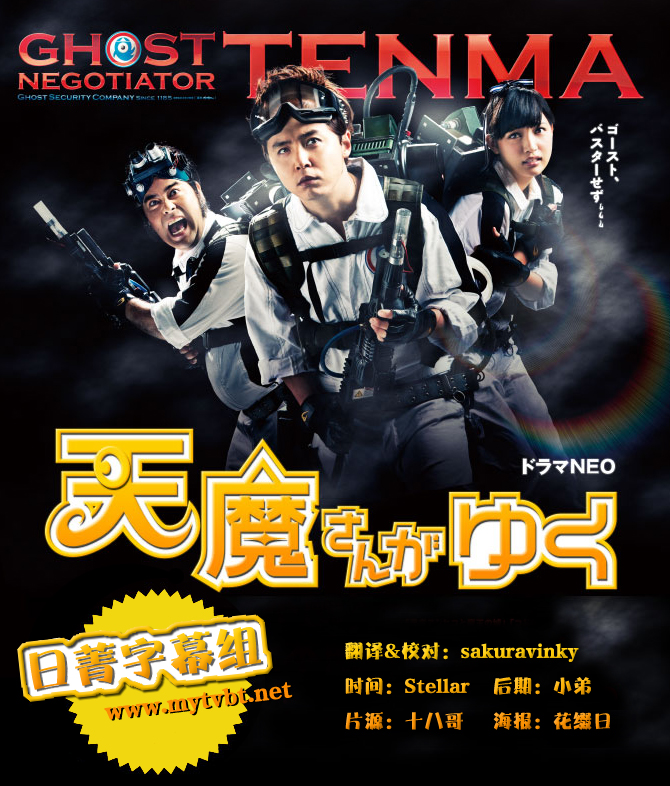 GHOST
NEGOTIATOR
TENMA
GHOST SECURITY COMPANY SINCE 1185
ゴースト、
バスターせず、、、
ドラマNEO
天魔さんがゆく
日菁字幕组
www.mytvbt.net
翻译&校对：sakuravinky
时间：Stellar 后期：小弟
片源：十八哥 海报：花缀日